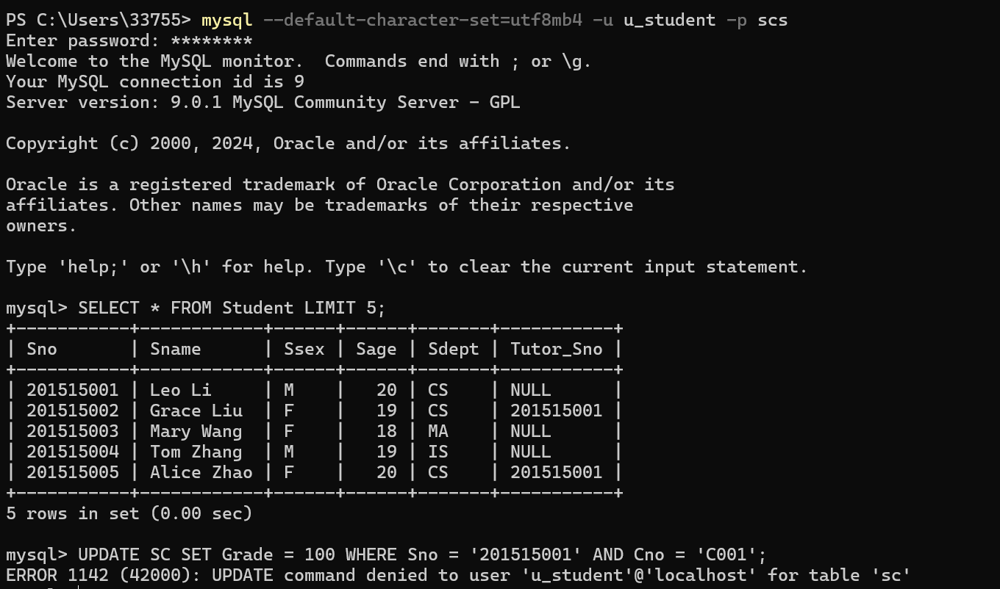 PS C:\Users\33755> mysql --default-character-set=utf8mb4 -u u_student -p scs
Enter password: ********
Welcome to the MySQL monitor.  Commands end with ; or \g.
Your MySQL connection id is 9
Server version: 9.0.1 MySQL Community Server - GPL

Copyright (c) 2000, 2024, Oracle and/or its affiliates.

Oracle is a registered trademark of Oracle Corporation and/or its
affiliates. Other names may be trademarks of their respective
owners.

Type 'help;' or '\h' for help. Type '\c' to clear the current input statement.

mysql> SELECT * FROM Student LIMIT 5;
+-----------+------------+------+------+-------+-----------+
| Sno       | Sname      | Ssex | Sage | Sdept | Tutor_Sno |
+-----------+------------+------+------+-------+-----------+
| 201515001 | Leo Li     | M    |   20 | CS    | NULL      |
| 201515002 | Grace Liu  | F    |   19 | CS    | 201515001 |
| 201515003 | Mary Wang  | F    |   18 | MA    | NULL      |
| 201515004 | Tom Zhang  | M    |   19 | IS    | NULL      |
| 201515005 | Alice Zhao | F    |   20 | CS    | 201515001 |
+-----------+------------+------+------+-------+-----------+
5 rows in set (0.00 sec)

mysql> UPDATE SC SET Grade = 100 WHERE Sno = '201515001' AND Cno = 'C001';
ERROR 1142 (42000): UPDATE command denied to user 'u_student'@'localhost' for table 'sc'